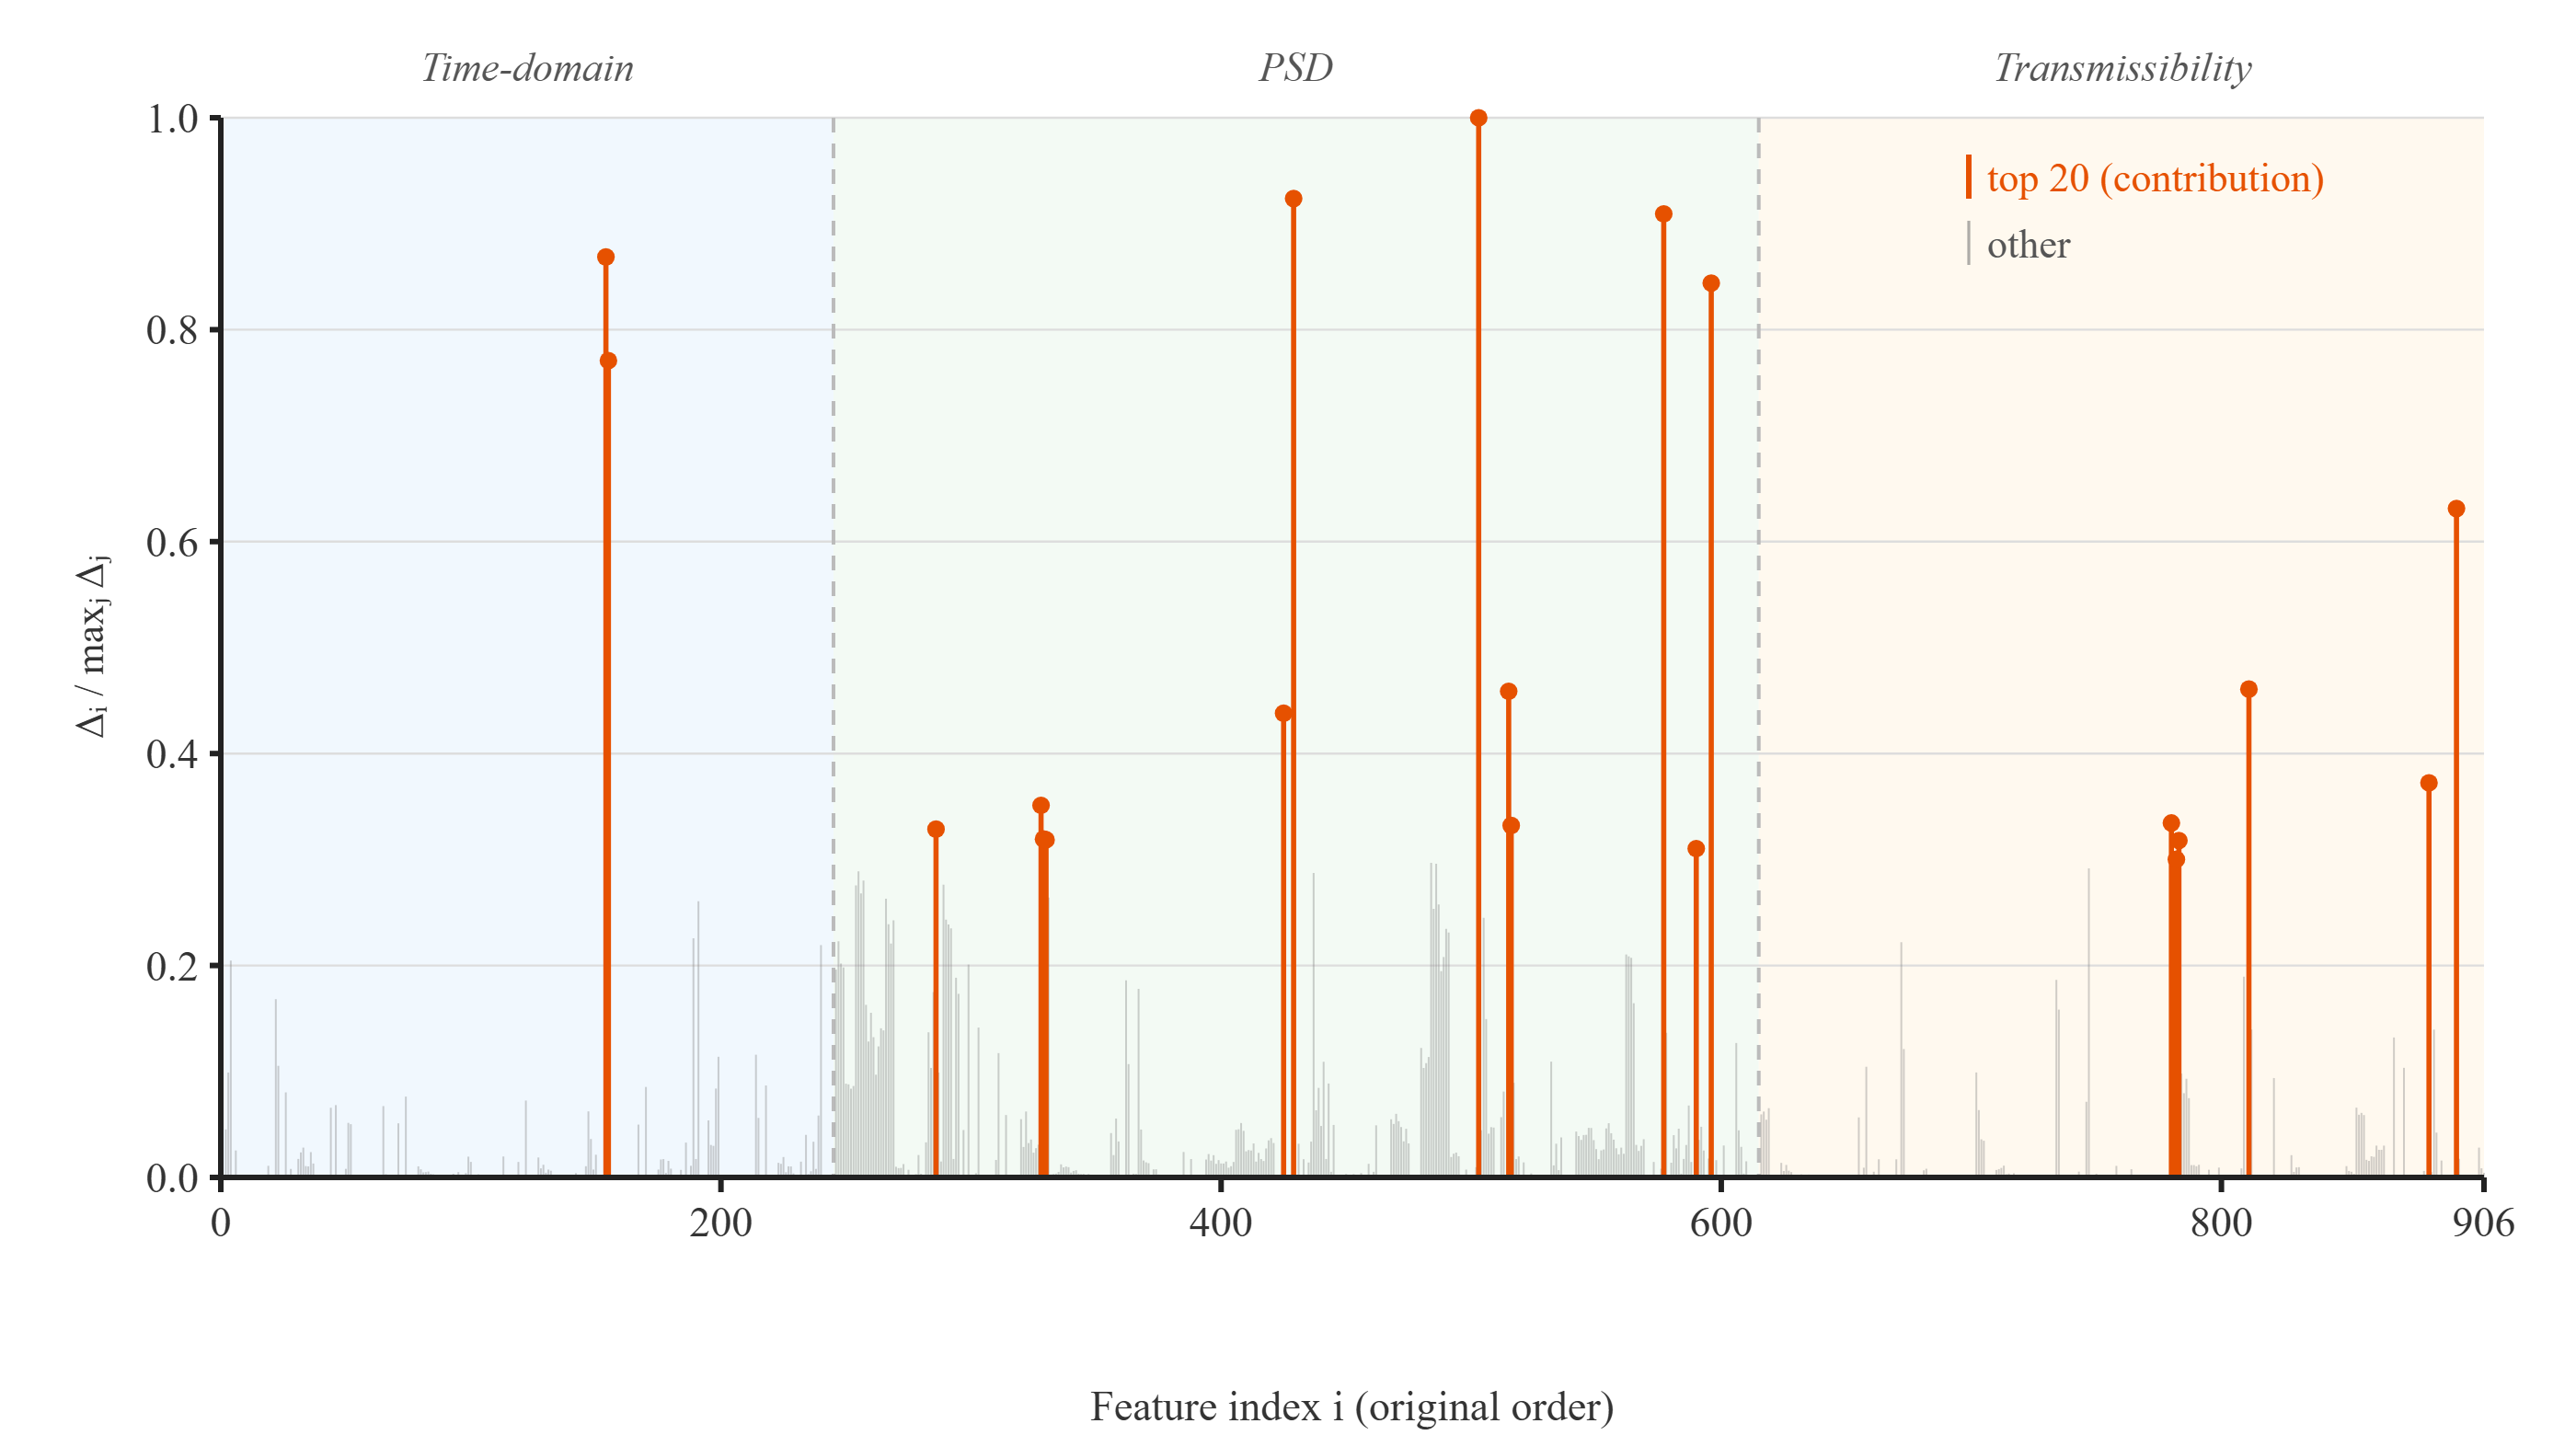 Time-domain PSD Transmissibility
1.0
top 20 (contribution)
other
0.8
0.6
Δi / maxj Δj
0.4
0.2
0.0
0 200 400 600 800 906
Feature index i (original order)